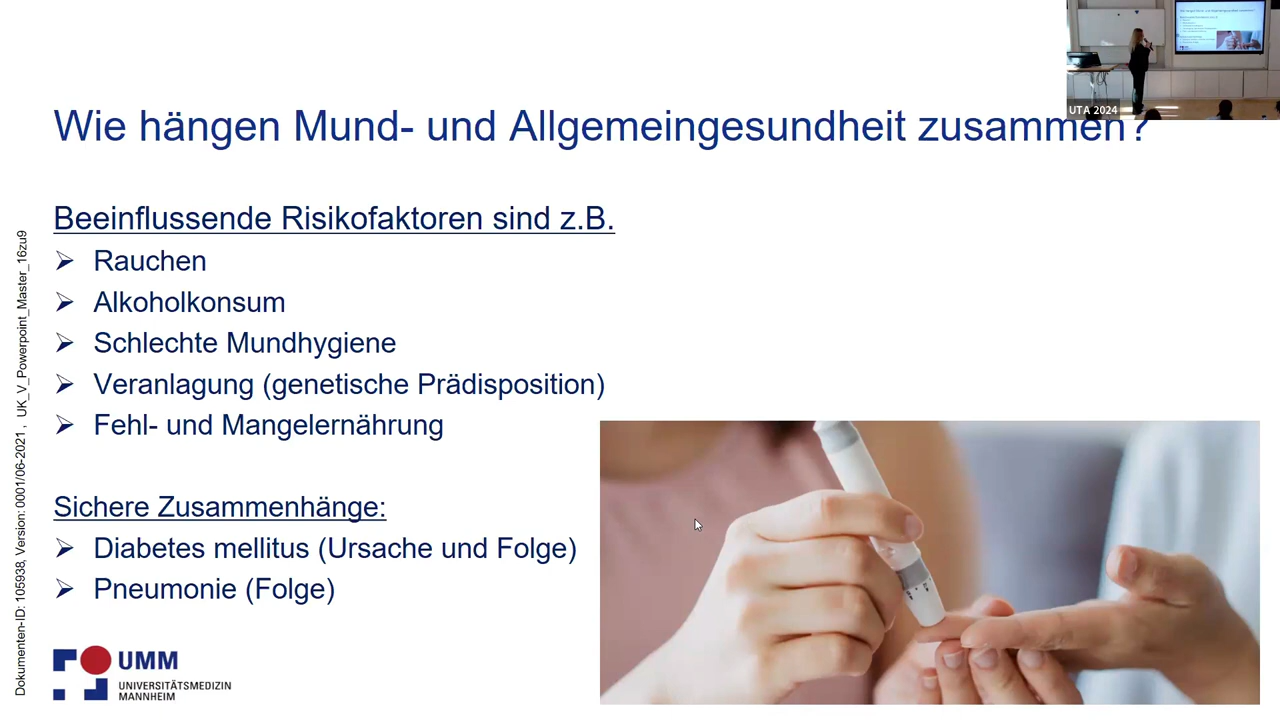 UTA 2024
Wie hängen Mund- und Allgemeingesundheit zusammen?
Beeinflussende Risikofaktoren sind z.B.
Rauchen
Alkoholkonsum
Schlechte Mundhygiene
Veranlagung (genetische Prädisposition)
Fehl- und Mangelernährung
Sichere Zusammenhänge:
Diabetes mellitus (Ursache und Folge)
Pneumonie (Folge)
UMM
UNIVERSITÄTSMEDIZIN
MANNHEIM
Dokumenten-ID: 105938, Version: 0001/06-2021 , UK_V_Powerpoint_Master_16zu9